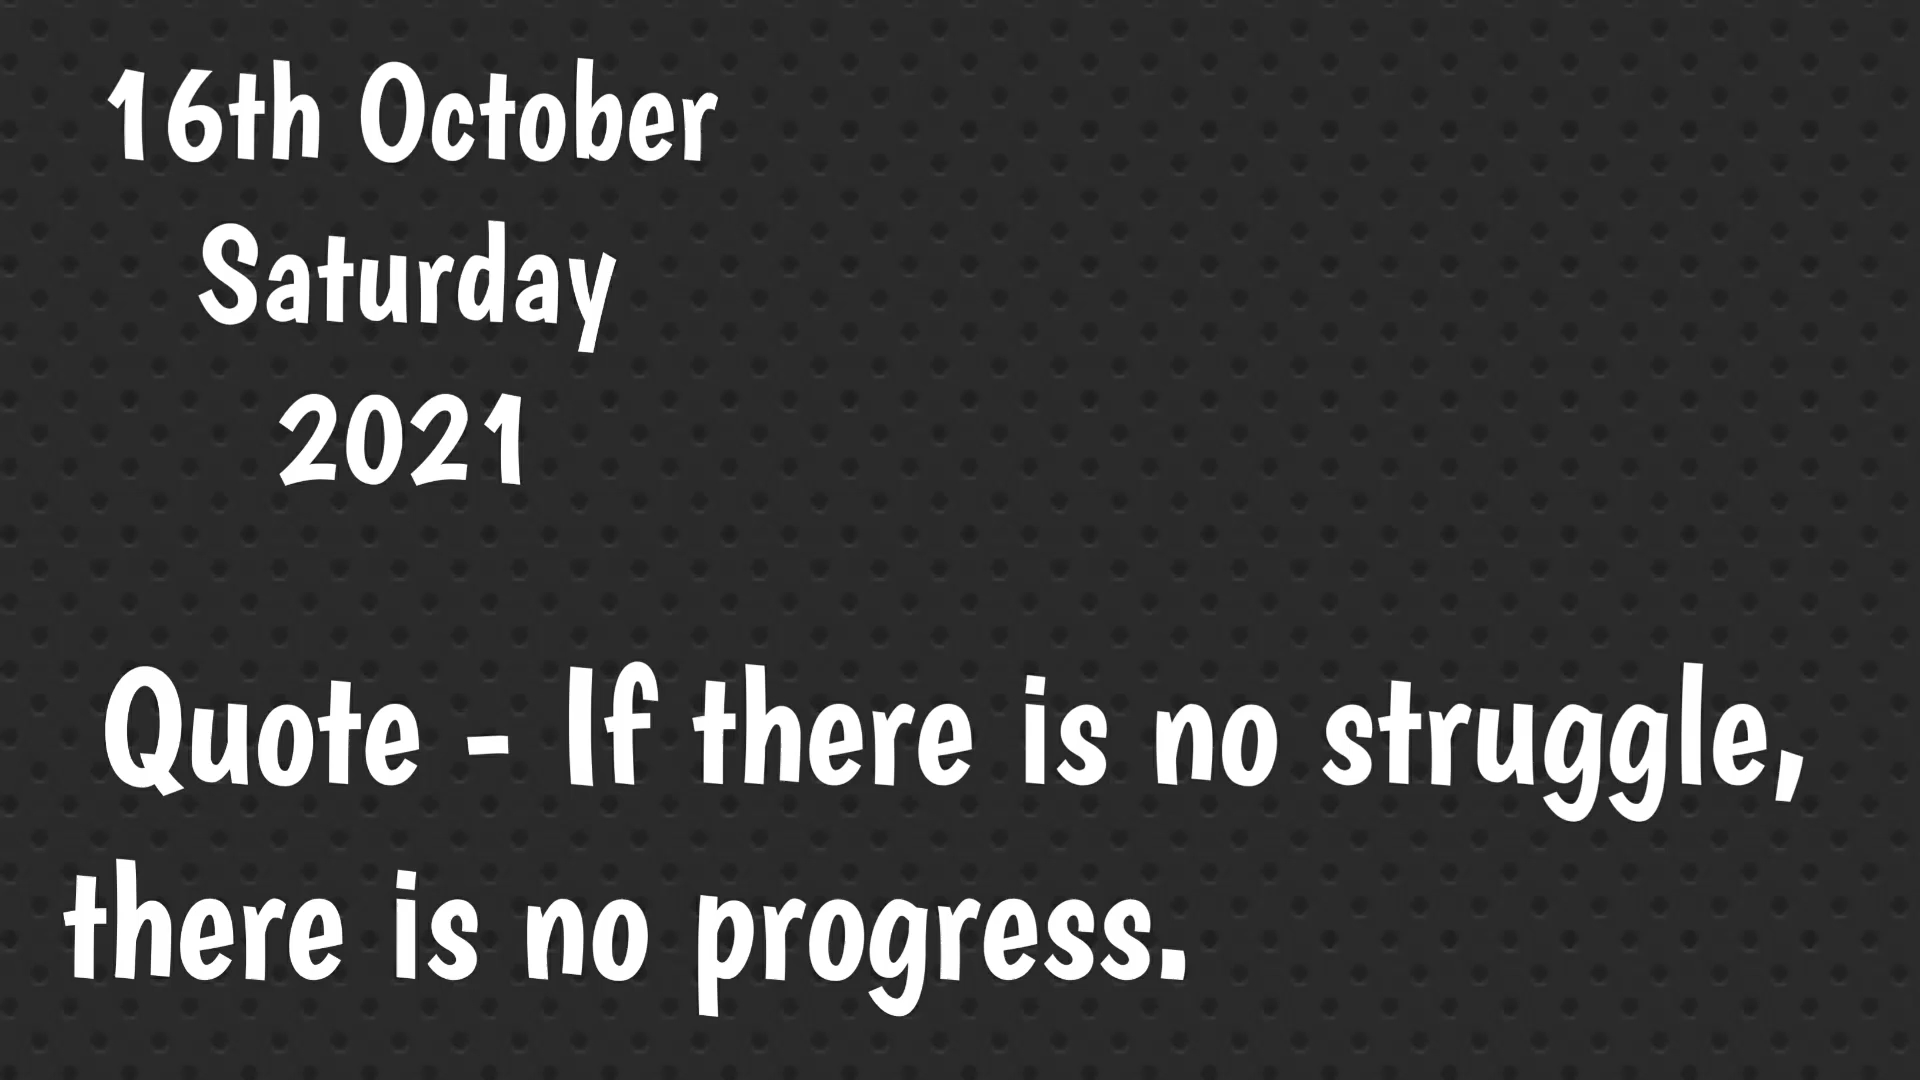 16th October
Saturday
2021
Quote - If there is no struggle,
there is no progress.